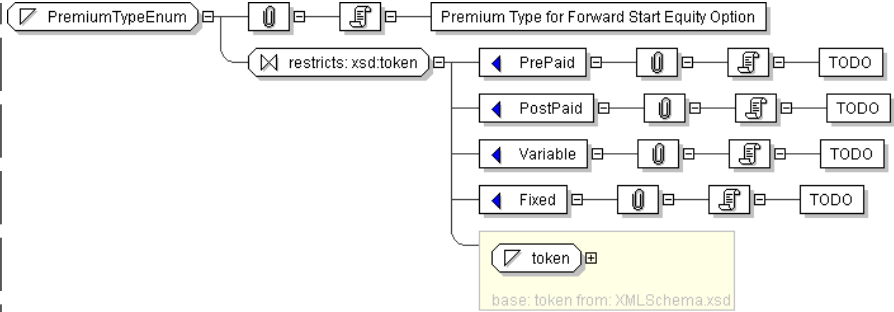 PremiumTypeEnum Premium Type for Forward Start Equity Option
restricts: xsd:token PrePaid TODO
PostPaid TODO
Variable TODO
Fixed TODO
token
base: token from: XMLSchema.xsd